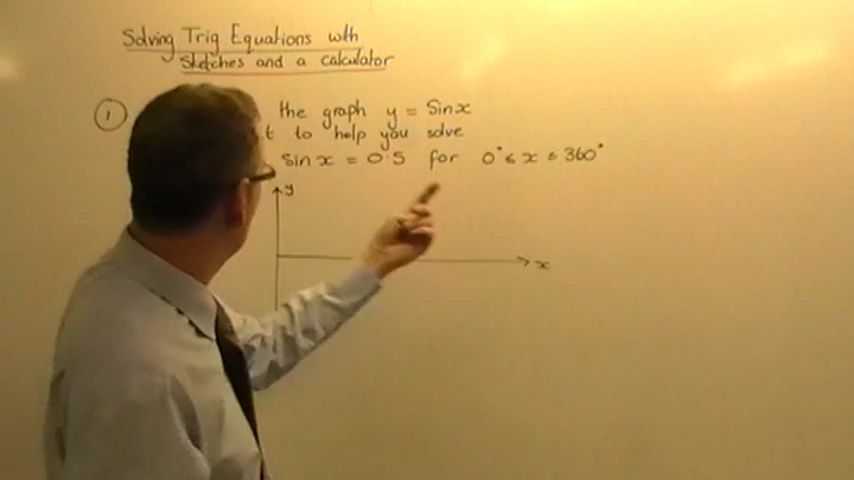 Solving Trig Equations with
Sketches and a calculator
1 the graph y = Sinx
t to help you solve
sin x = 0.5 for 0° ≤ x ≤ 360°
y
x